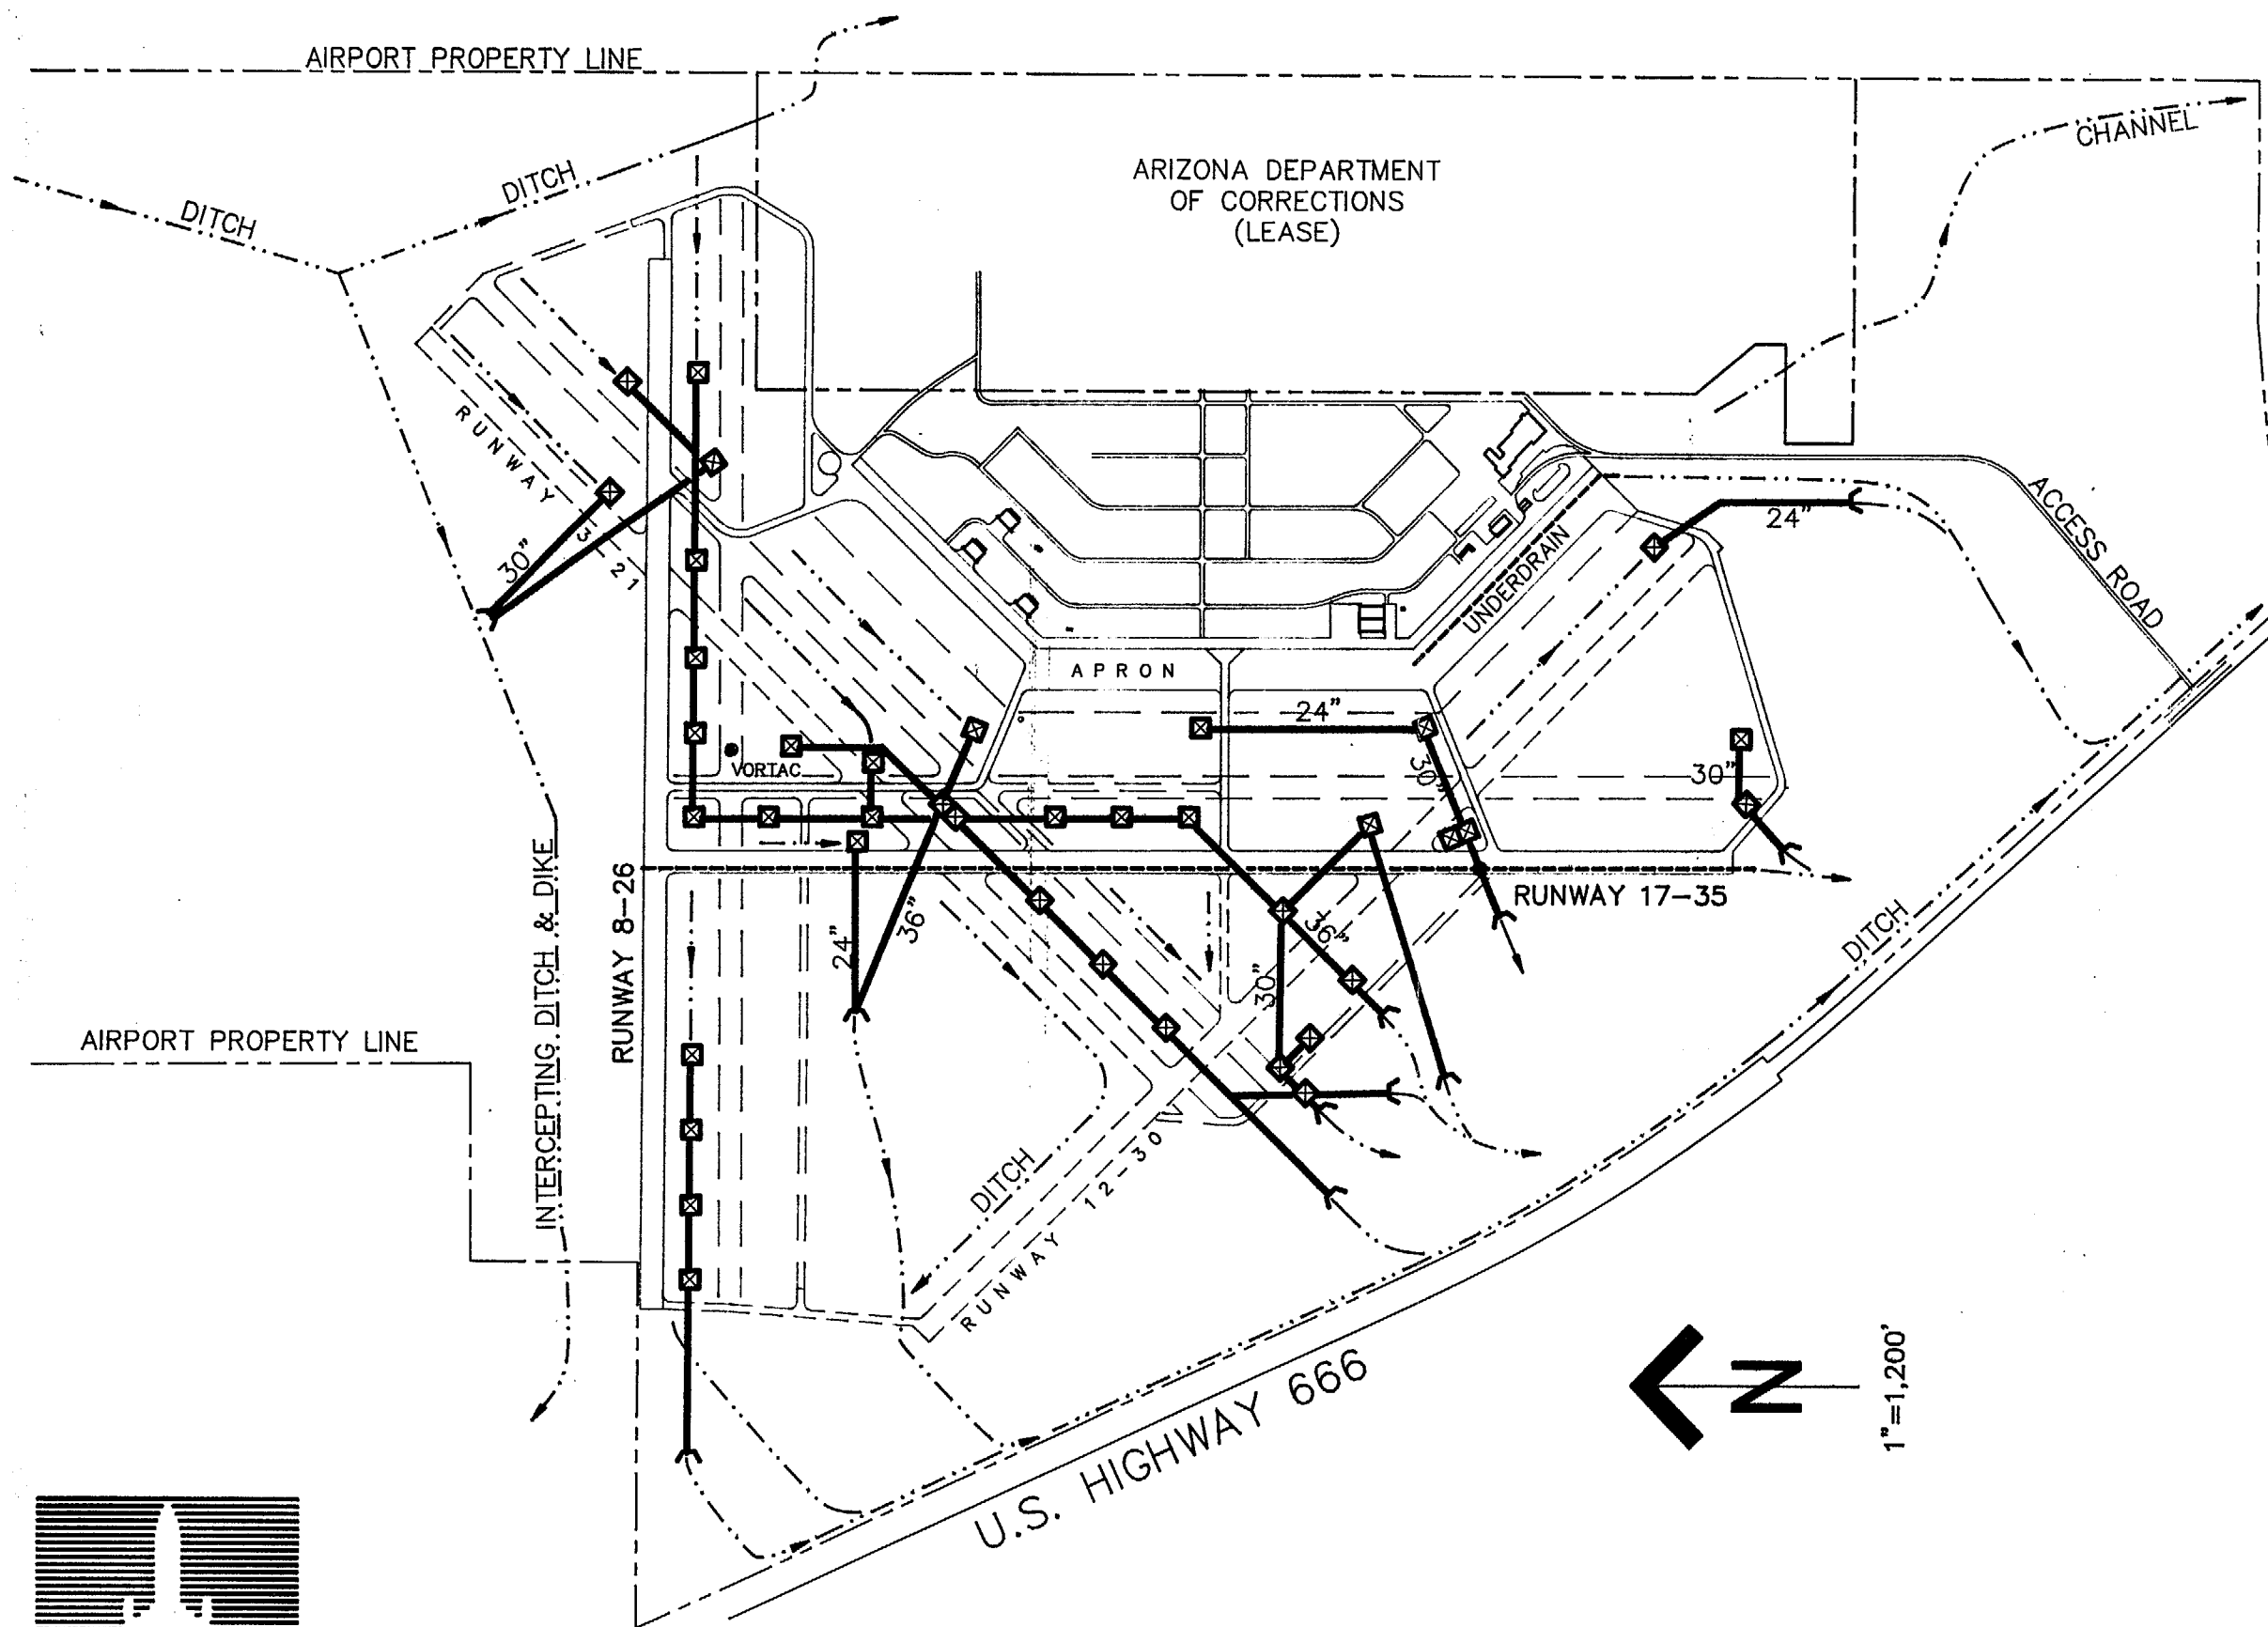 AIRPORT PROPERTY LINE
CHANNEL
ARIZONA DEPARTMENT
OF CORRECTIONS
(LEASE)
DITCH
DITCH
RUNWAY 3-21
30"
24"
ACCESS ROAD
UNDERDRAIN
APRON
24"
VORTAC
30"
30"
RUNWAY 8-26
RUNWAY 17-35
24"
36"
36"
30"
DITCH
INTERCEPTING DITCH & DIKE
AIRPORT PROPERTY LINE
DITCH
RUNWAY 12-30
U.S. HIGHWAY 666
N
1"=1,200'